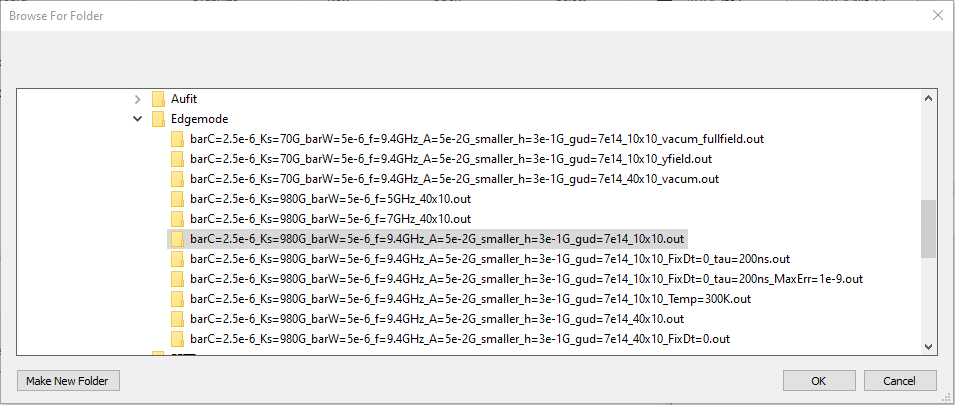 Browse For Folder
Aufit
Edgemode
barC=2.5e-6_Ks=70G_barW=5e-6_f=9.4GHz_A=5e-2G_smaller_h=3e-1G_gud=7e14_10x10_vacum_fullfield.out
barC=2.5e-6_Ks=70G_barW=5e-6_f=9.4GHz_A=5e-2G_smaller_h=3e-1G_gud=7e14_10x10_yfield.out
barC=2.5e-6_Ks=70G_barW=5e-6_f=9.4GHz_A=5e-2G_smaller_h=3e-1G_gud=7e14_40x10_vacum.out
barC=2.5e-6_Ks=980G_barW=5e-6_f=5GHz_40x10.out
barC=2.5e-6_Ks=980G_barW=5e-6_f=7GHz_40x10.out
barC=2.5e-6_Ks=980G_barW=5e-6_f=9.4GHz_A=5e-2G_smaller_h=3e-1G_gud=7e14_10x10.out
barC=2.5e-6_Ks=980G_barW=5e-6_f=9.4GHz_A=5e-2G_smaller_h=3e-1G_gud=7e14_10x10_FixDt=0_tau=200ns.out
barC=2.5e-6_Ks=980G_barW=5e-6_f=9.4GHz_A=5e-2G_smaller_h=3e-1G_gud=7e14_10x10_FixDt=0_tau=200ns_MaxErr=1e-9.out
barC=2.5e-6_Ks=980G_barW=5e-6_f=9.4GHz_A=5e-2G_smaller_h=3e-1G_gud=7e14_10x10_Temp=300K.out
barC=2.5e-6_Ks=980G_barW=5e-6_f=9.4GHz_A=5e-2G_smaller_h=3e-1G_gud=7e14_40x10.out
barC=2.5e-6_Ks=980G_barW=5e-6_f=9.4GHz_A=5e-2G_smaller_h=3e-1G_gud=7e14_40x10_FixDt=0.out
Make New Folder
OK
Cancel